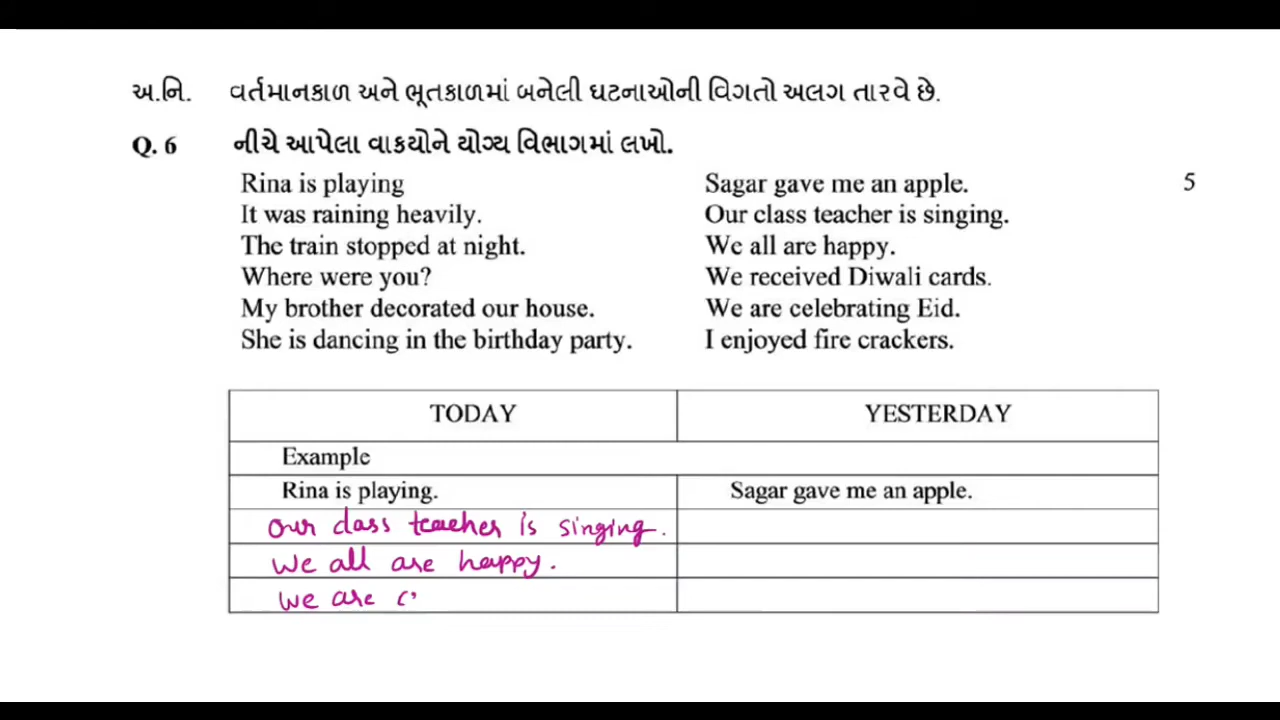 અ.નિ. વર્તમાનકાળ અને ભૂતકાળમાં બનેલી ઘટનાઓની વિગતો અલગ તારવે છે.
Q. 6 નીચે આપેલા વાકયોને યોગ્ય વિભાગમાં લખો.
Rina is playing Sagar gave me an apple. 5
It was raining heavily. Our class teacher is singing.
The train stopped at night. We all are happy.
Where were you? We received Diwali cards.
My brother decorated our house. We are celebrating Eid.
She is dancing in the birthday party. I enjoyed fire crackers.
TODAY YESTERDAY
Example
Rina is playing. Sagar gave me an apple.
Our class teacher is singing.
We all are happy.
We are